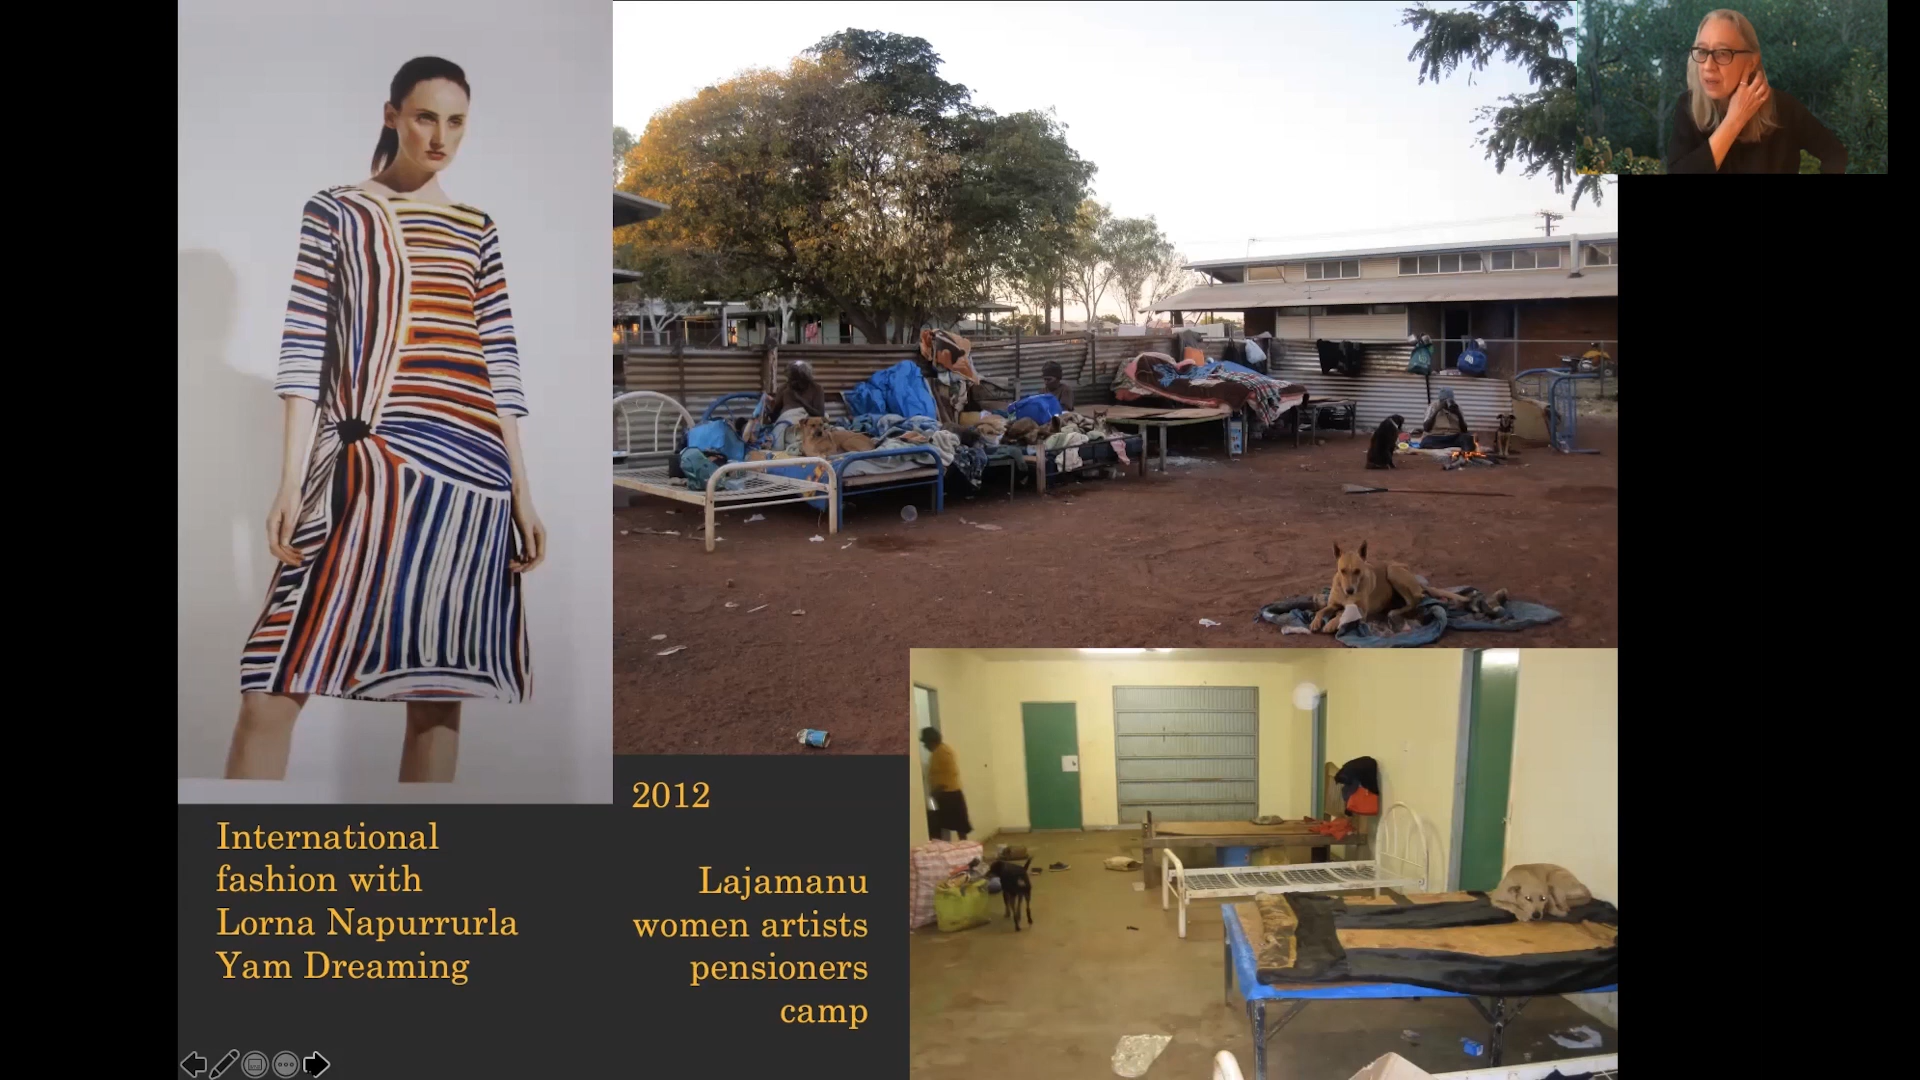 International
fashion with
Lorna Napurrurla
Yam Dreaming
2012
Lajamanu
women artists
pensioners
camp